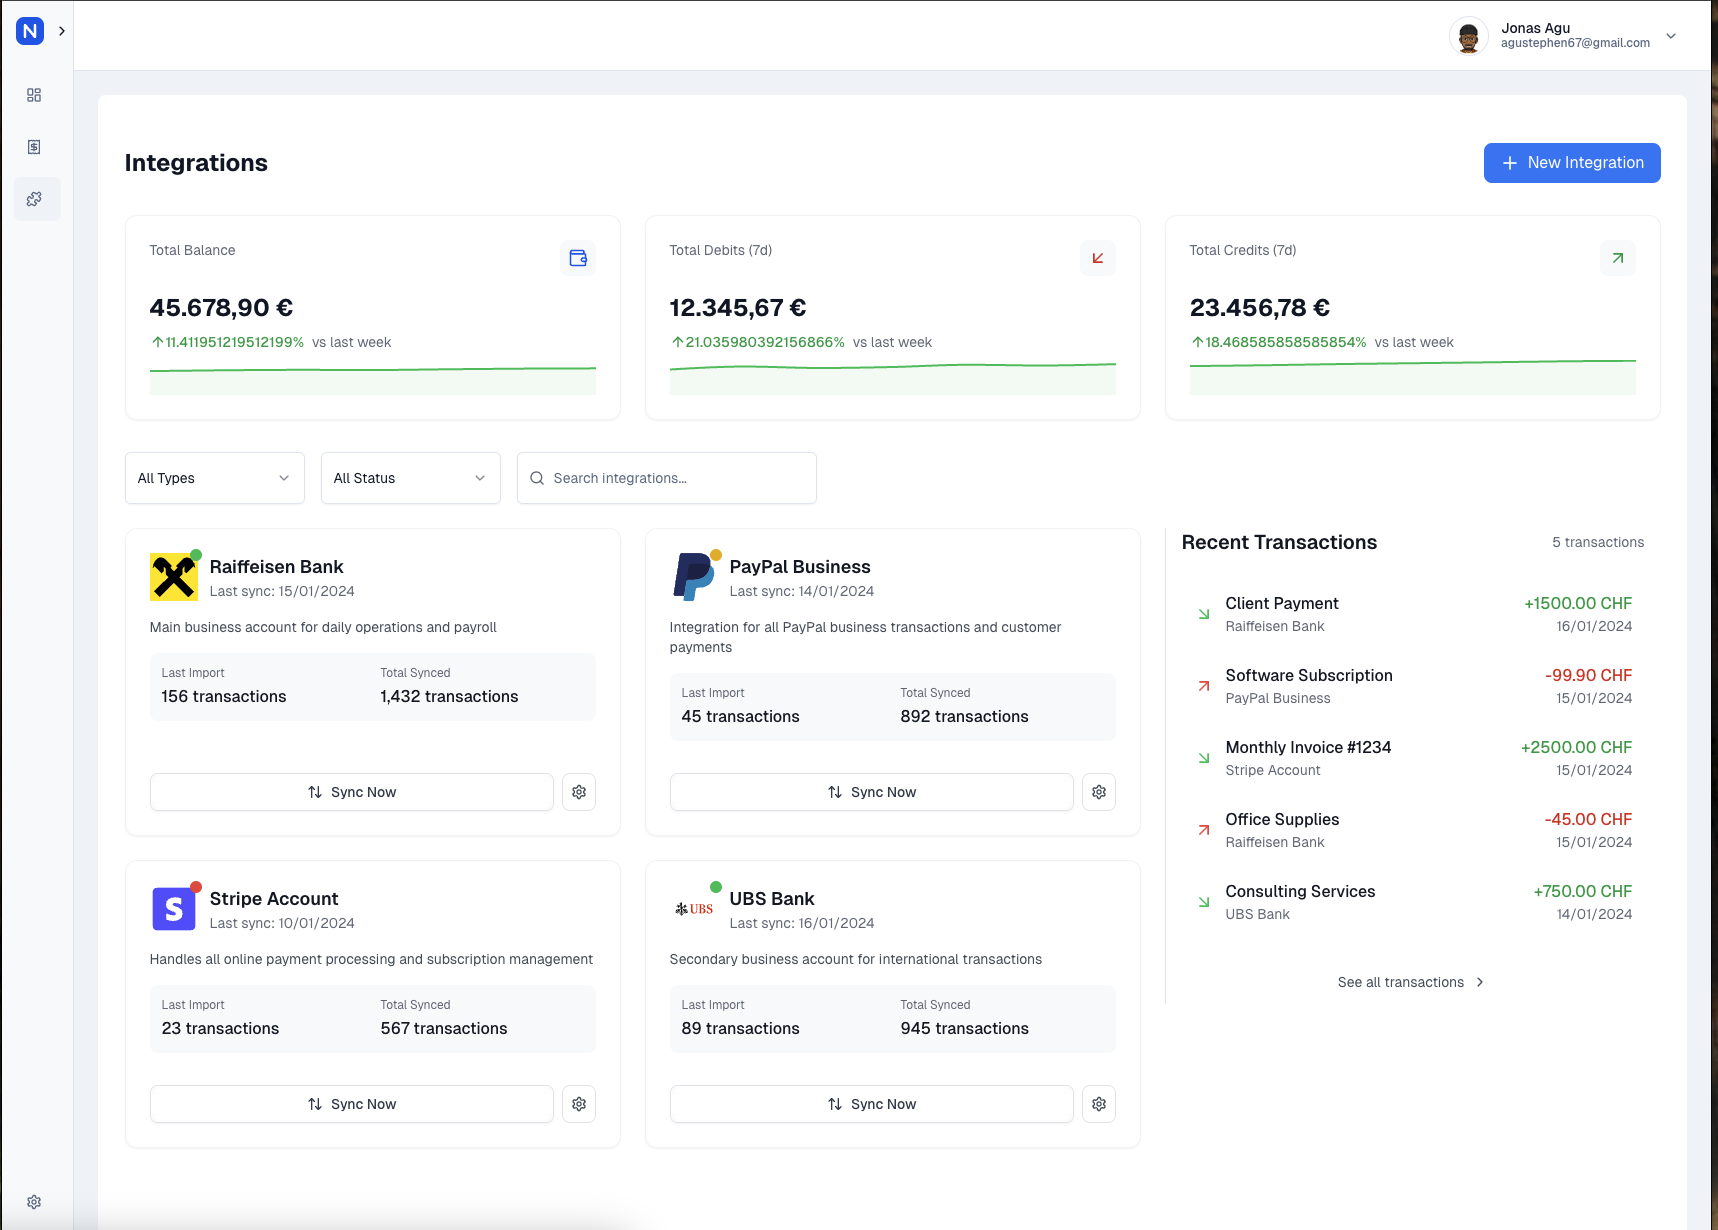 N
Jonas Agu
agustephen67@gmail.com
Integrations
New Integration
Total Balance
45.678,90 €
11.411951219512199% vs last week
Total Debits (7d)
12.345,67 €
21.035980392156866% vs last week
Total Credits (7d)
23.456,78 €
18.468585858585854% vs last week
All Types
All Status
Search integrations...
Raiffeisen Bank
Last sync: 15/01/2024
Main business account for daily operations and payroll
Last Import
Total Synced
156 transactions
1,432 transactions
Sync Now
PayPal Business
Last sync: 14/01/2024
Integration for all PayPal business transactions and customer
payments
Last Import
Total Synced
45 transactions
892 transactions
Sync Now
S
Stripe Account
Last sync: 10/01/2024
Handles all online payment processing and subscription management
Last Import
Total Synced
23 transactions
567 transactions
Sync Now
UBS
UBS Bank
Last sync: 16/01/2024
Secondary business account for international transactions
Last Import
Total Synced
89 transactions
945 transactions
Sync Now
Recent Transactions
5 transactions
Client Payment
+1500.00 CHF
Raiffeisen Bank
16/01/2024
Software Subscription
-99.90 CHF
PayPal Business
15/01/2024
Monthly Invoice #1234
+2500.00 CHF
Stripe Account
15/01/2024
Office Supplies
-45.00 CHF
Raiffeisen Bank
15/01/2024
Consulting Services
+750.00 CHF
UBS Bank
14/01/2024
See all transactions